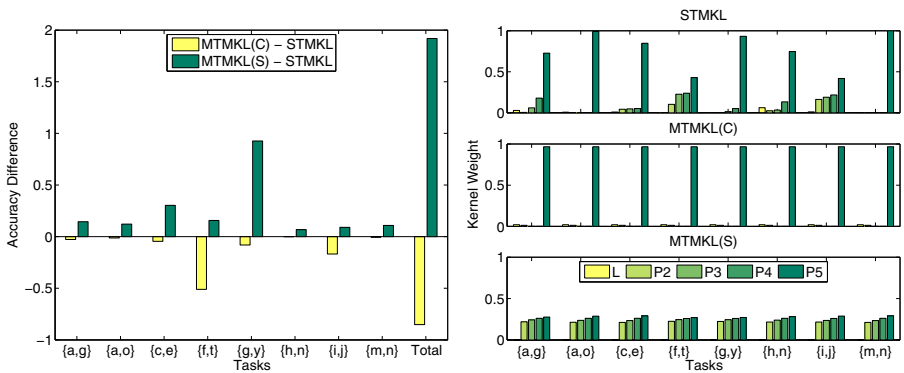 2
1.5
1
0.5
0
−0.5
−1
Accuracy Difference
MTMKL(C) − STMKL
MTMKL(S) − STMKL
{a,g} {a,o} {c,e} {f,t} {g,y} {h,n} {i,j} {m,n} Total
Tasks
STMKL
1
0.5
0
MTMKL(C)
1
0.5
0
Kernel Weight
MTMKL(S)
1
0.5
0
L P2 P3 P4 P5
{a,g} {a,o} {c,e} {f,t} {g,y} {h,n} {i,j} {m,n}
Tasks